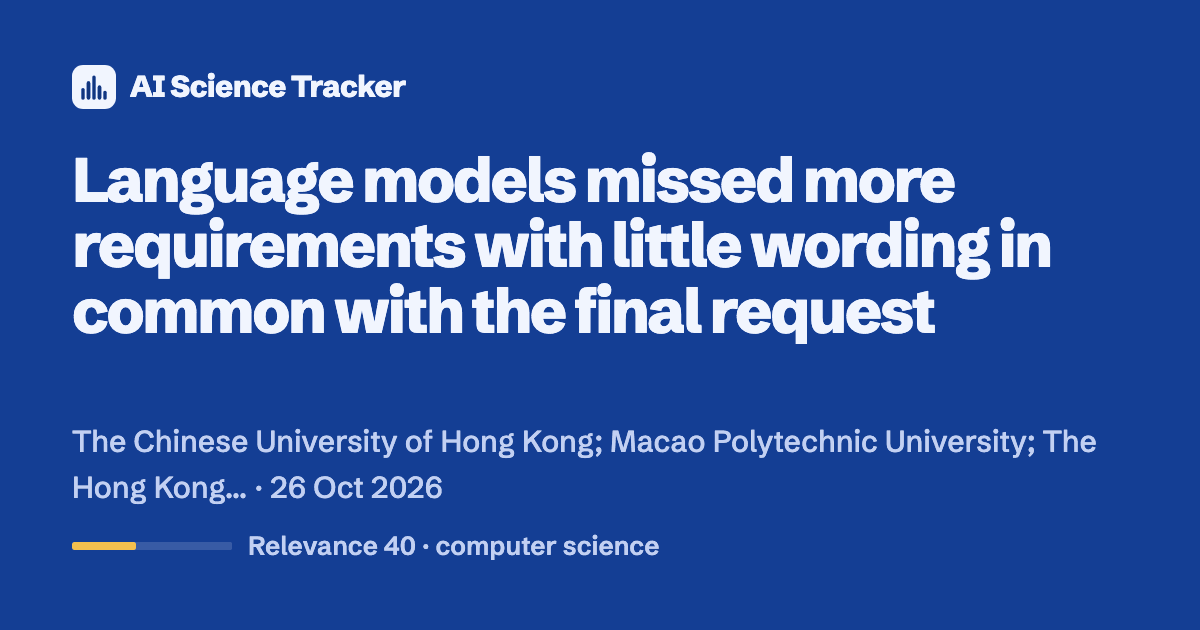 AI Science Tracker
Language models missed more
requirements with little wording in
common with the final request
The Chinese University of Hong Kong; Macao Polytechnic University; The
Hong Kong... · 26 Oct 2026
Relevance 40 · computer science